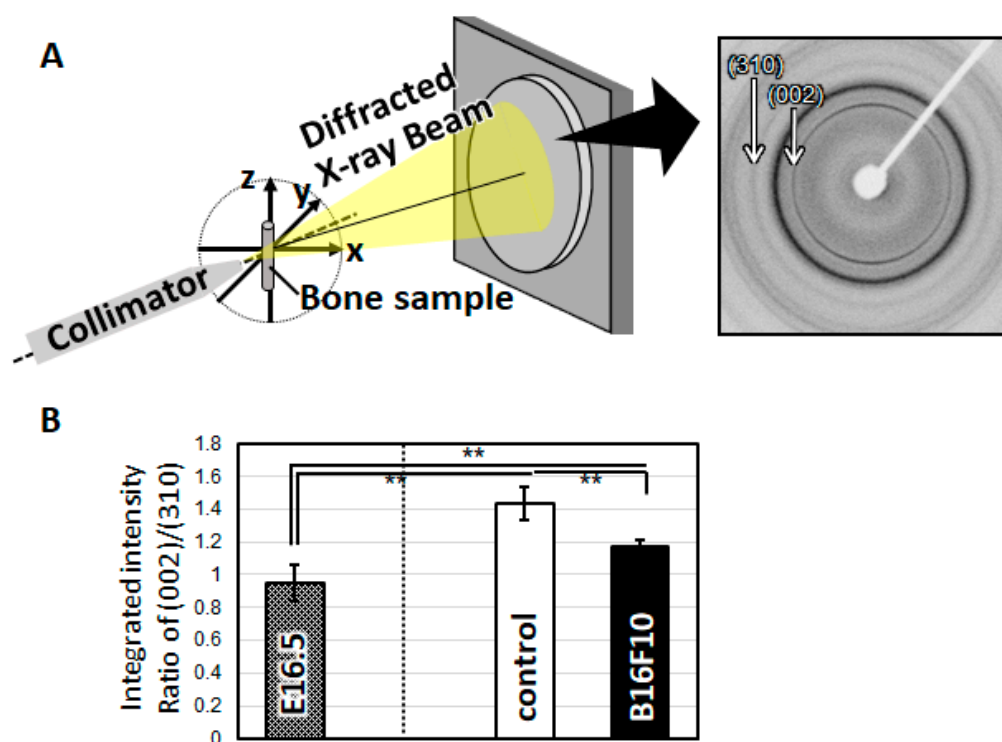 A
Diffracted
X-ray Beam
z
y
x
Bone sample
Collimator
(310)
(002)
B
Integrated intensity
Ratio of (002)/(310)
1.8
1.6
1.4
1.2
1
0.8
0.6
0.4
0.2
0
**
**
**
E16.5
control
B16F10